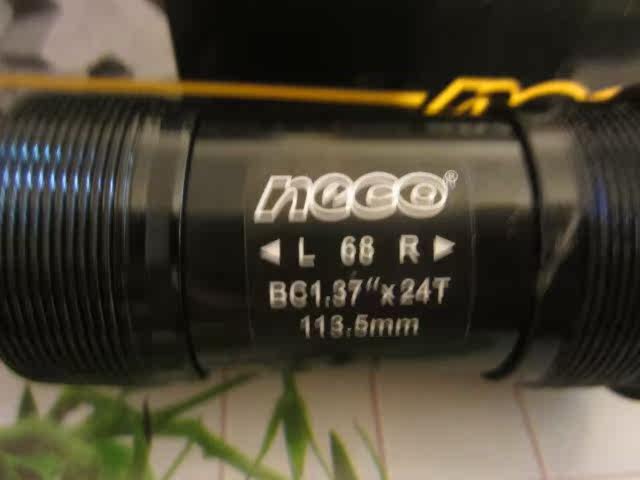 neco®
◄ L 68 R ►
BC1.37"x24T
113.5mm